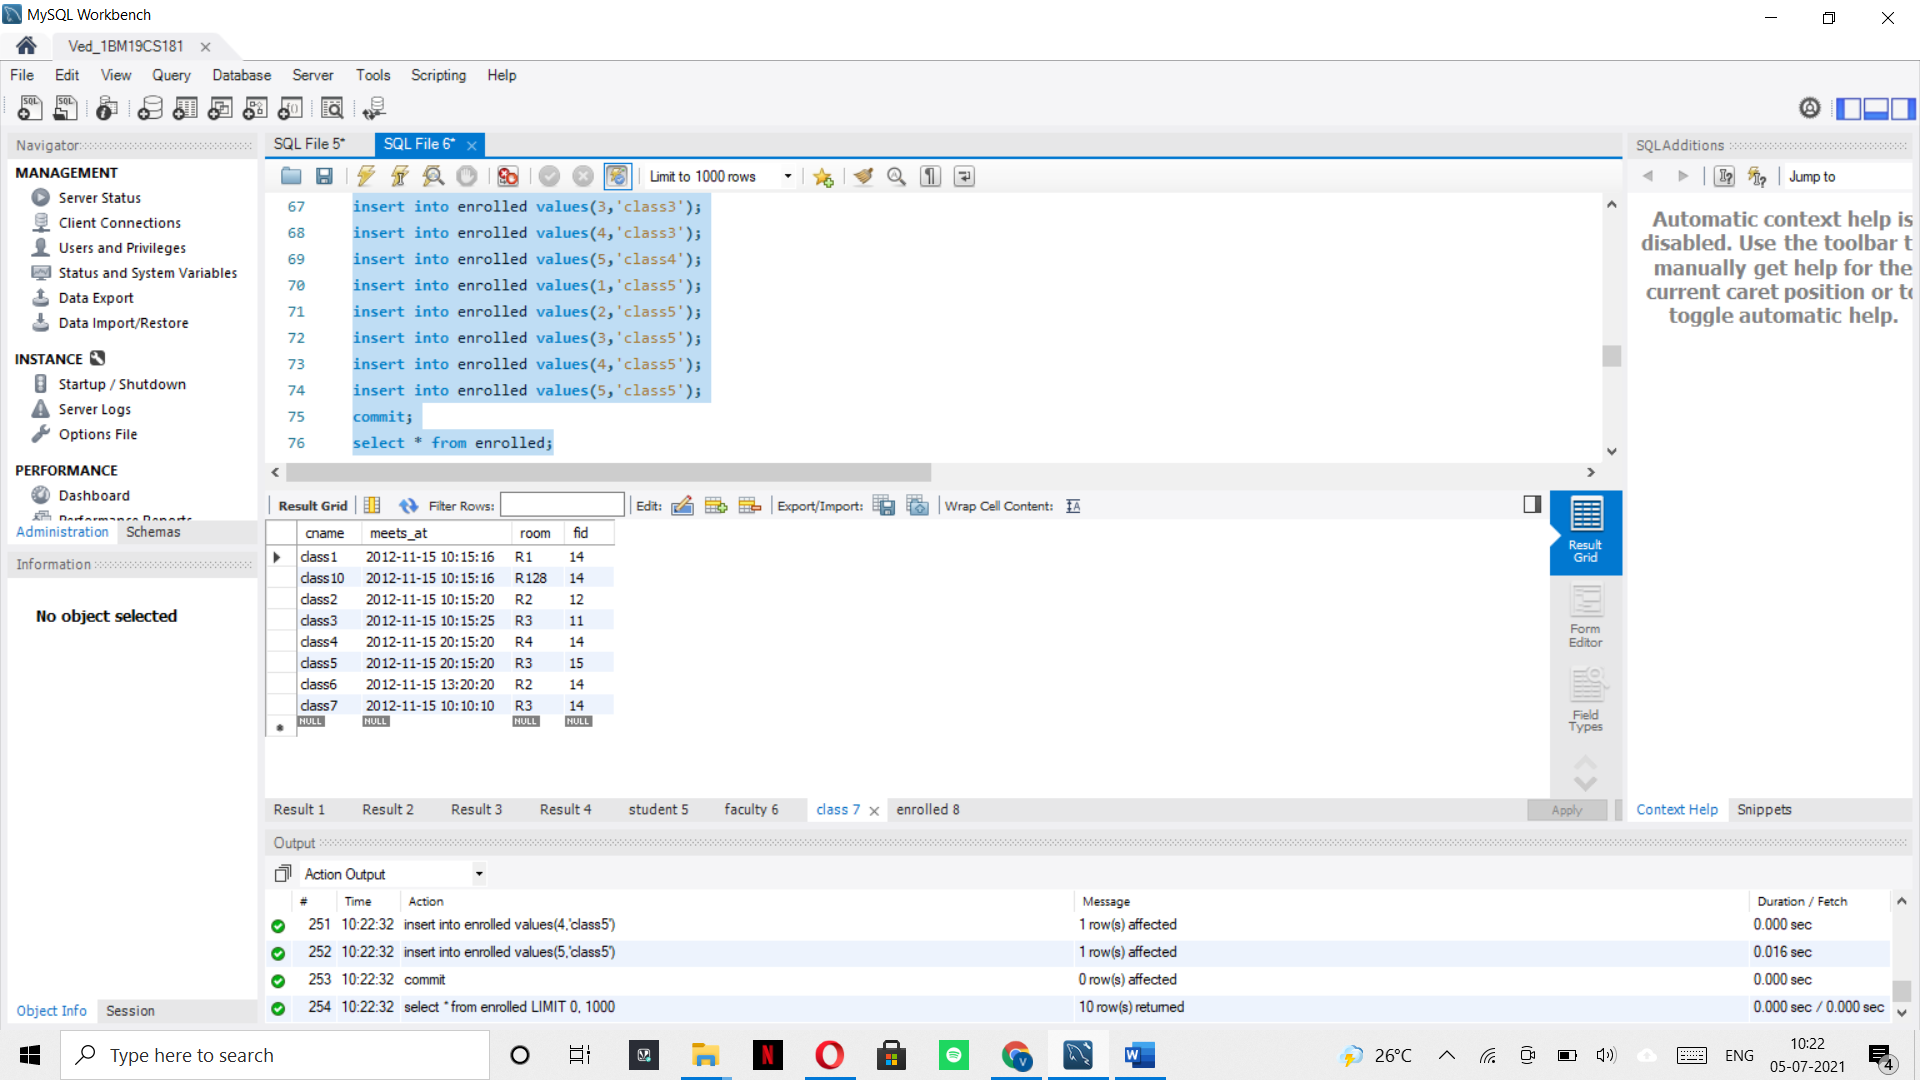 MySQL Workbench
Ved_1BM19CS181
File Edit View Query Database Server Tools Scripting Help
Navigator
MANAGEMENT
Server Status
Client Connections
Users and Privileges
Status and System Variables
Data Export
Data Import/Restore
INSTANCE
Startup / Shutdown
Server Logs
Options File
PERFORMANCE
Dashboard
Performance Reports
Administration Schemas
Information
No object selected
Object Info Session
SQL File 5* SQL File 6*
Limit to 1000 rows
67 insert into enrolled values(3,'class3');
68 insert into enrolled values(4,'class3');
69 insert into enrolled values(5,'class4');
70 insert into enrolled values(1,'class5');
71 insert into enrolled values(2,'class5');
72 insert into enrolled values(3,'class5');
73 insert into enrolled values(4,'class5');
74 insert into enrolled values(5,'class5');
75 commit;
76 select * from enrolled;
Result Grid Filter Rows: Edit: Export/Import: Wrap Cell Content:
cname meets_at room fid
class1 2012-11-15 10:15:16 R1 14
class10 2012-11-15 10:15:16 R128 14
class2 2012-11-15 10:15:20 R2 12
class3 2012-11-15 10:15:25 R3 11
class4 2012-11-15 20:15:20 R4 14
class5 2012-11-15 20:15:20 R3 15
class6 2012-11-15 13:20:20 R2 14
class7 2012-11-15 10:10:10 R3 14
NULL NULL NULL NULL
Result
Grid
Form
Editor
Field
Types
Result 1 Result 2 Result 3 Result 4 student 5 faculty 6 class 7 enrolled 8
Apply
SQLAdditions
Jump to
Automatic context help is
disabled. Use the toolbar t
manually get help for the
current caret position or to
toggle automatic help.
Context Help Snippets
Output
Action Output
# Time Action Message Duration / Fetch
251 10:22:32 insert into enrolled values(4,'class5') 1 row(s) affected 0.000 sec
252 10:22:32 insert into enrolled values(5,'class5') 1 row(s) affected 0.016 sec
253 10:22:32 commit 0 row(s) affected 0.000 sec
254 10:22:32 select * from enrolled LIMIT 0, 1000 10 row(s) returned 0.000 sec / 0.000 sec
Type here to search
26°C
ENG
10:22
05-07-2021
4